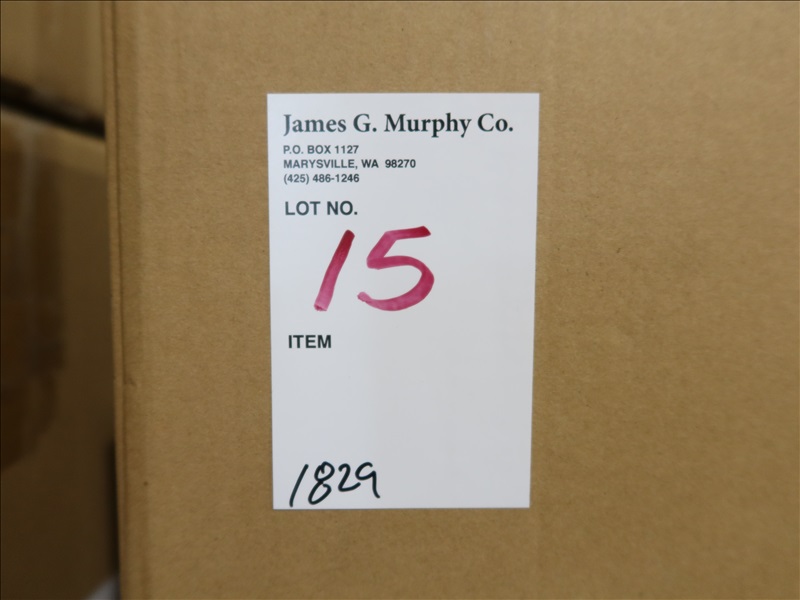 James G. Murphy Co.
P.O. BOX 1127
MARYSVILLE, WA 98270
(425) 486-1246
LOT NO.
15
ITEM
1829